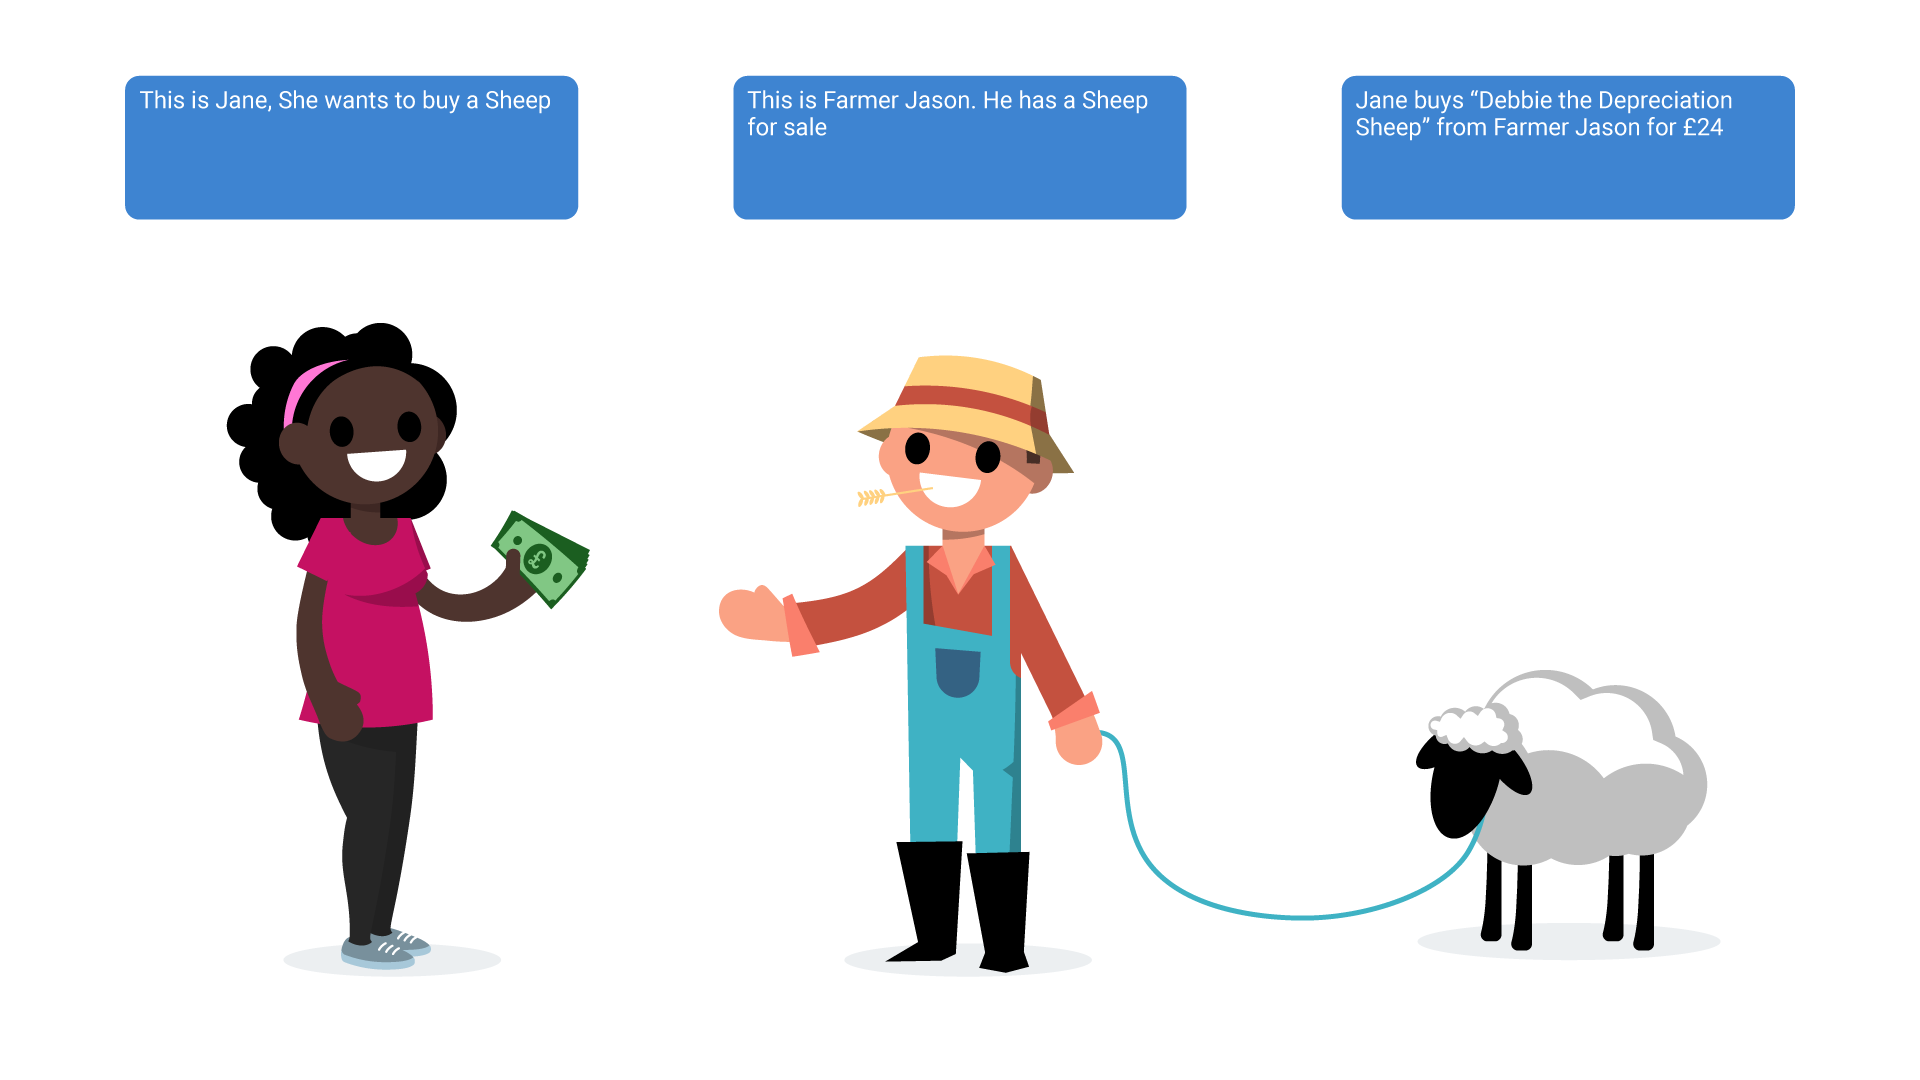 This is Jane, She wants to buy a Sheep
This is Farmer Jason. He has a Sheep
for sale
Jane buys “Debbie the Depreciation
Sheep” from Farmer Jason for £24
£